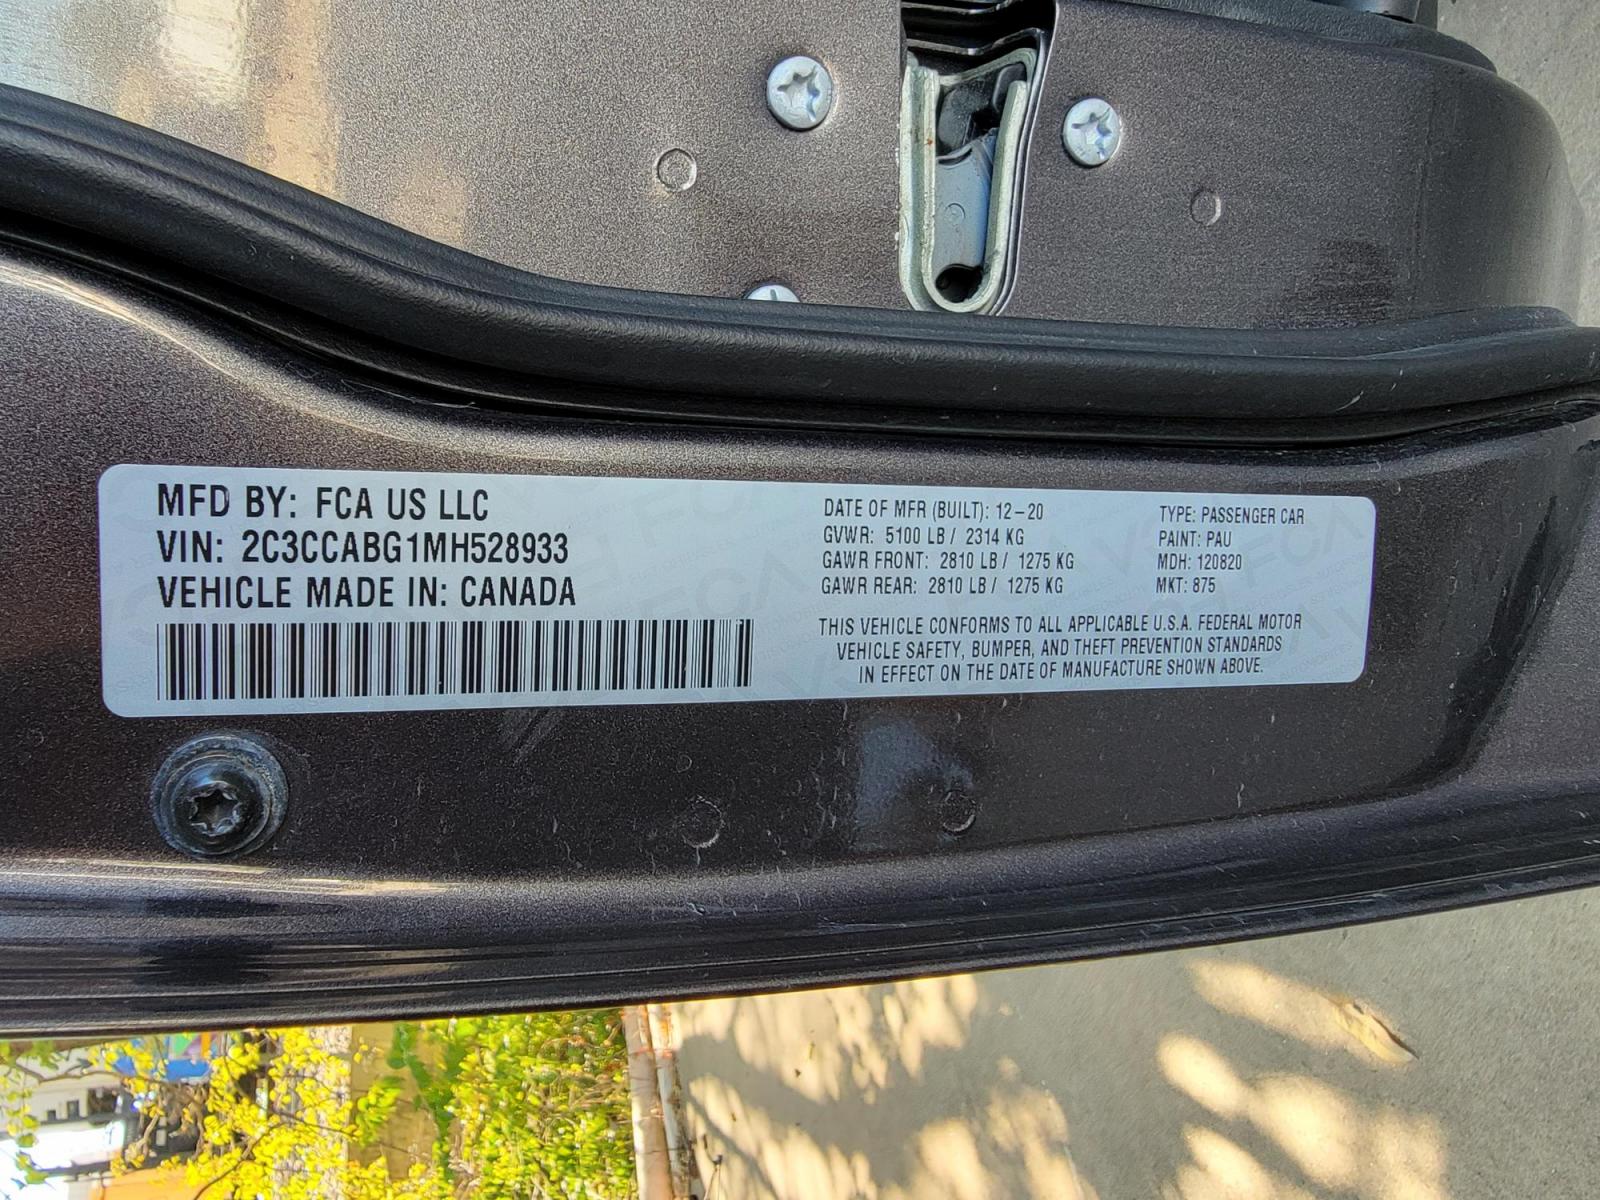 MFD BY: FCA US LLC
VIN: 2C3CCABG1MH528933
VEHICLE MADE IN: CANADA
DATE OF MFR (BUILT): 12-20
GVWR: 5100 LB / 2314 KG
GAWR FRONT: 2810 LB / 1275 KG
GAWR REAR: 2810 LB / 1275 KG
TYPE: PASSENGER CAR
PAINT: PAU
MDH: 120820
MKT: 875
THIS VEHICLE CONFORMS TO ALL APPLICABLE U.S.A. FEDERAL MOTOR
VEHICLE SAFETY, BUMPER, AND THEFT PREVENTION STANDARDS
IN EFFECT ON THE DATE OF MANUFACTURE SHOWN ABOVE.